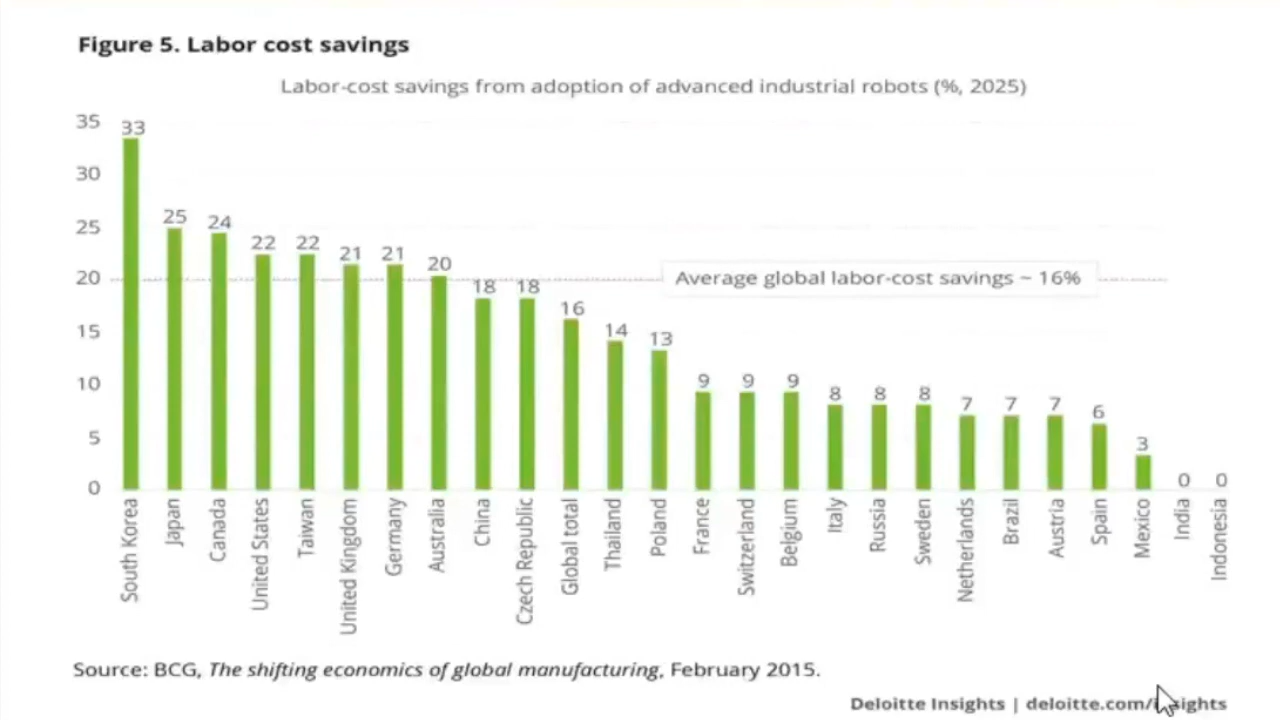 Figure 5. Labor cost savings
Labor-cost savings from adoption of advanced industrial robots (%, 2025)
35
30
25
20
15
10
5
0
33
25
24
22
22
21
21
20
18
18
16
14
13
9
9
9
8
8
8
7
7
7
6
3
0
0
Average global labor-cost savings ~ 16%
South Korea
Japan
Canada
United States
Taiwan
United Kingdom
Germany
Australia
China
Czech Republic
Global total
Thailand
Poland
France
Switzerland
Belgium
Italy
Russia
Sweden
Netherlands
Brazil
Austria
Spain
Mexico
India
Indonesia
Source: BCG, The shifting economics of global manufacturing, February 2015.
Deloitte Insights | deloitte.com/insights